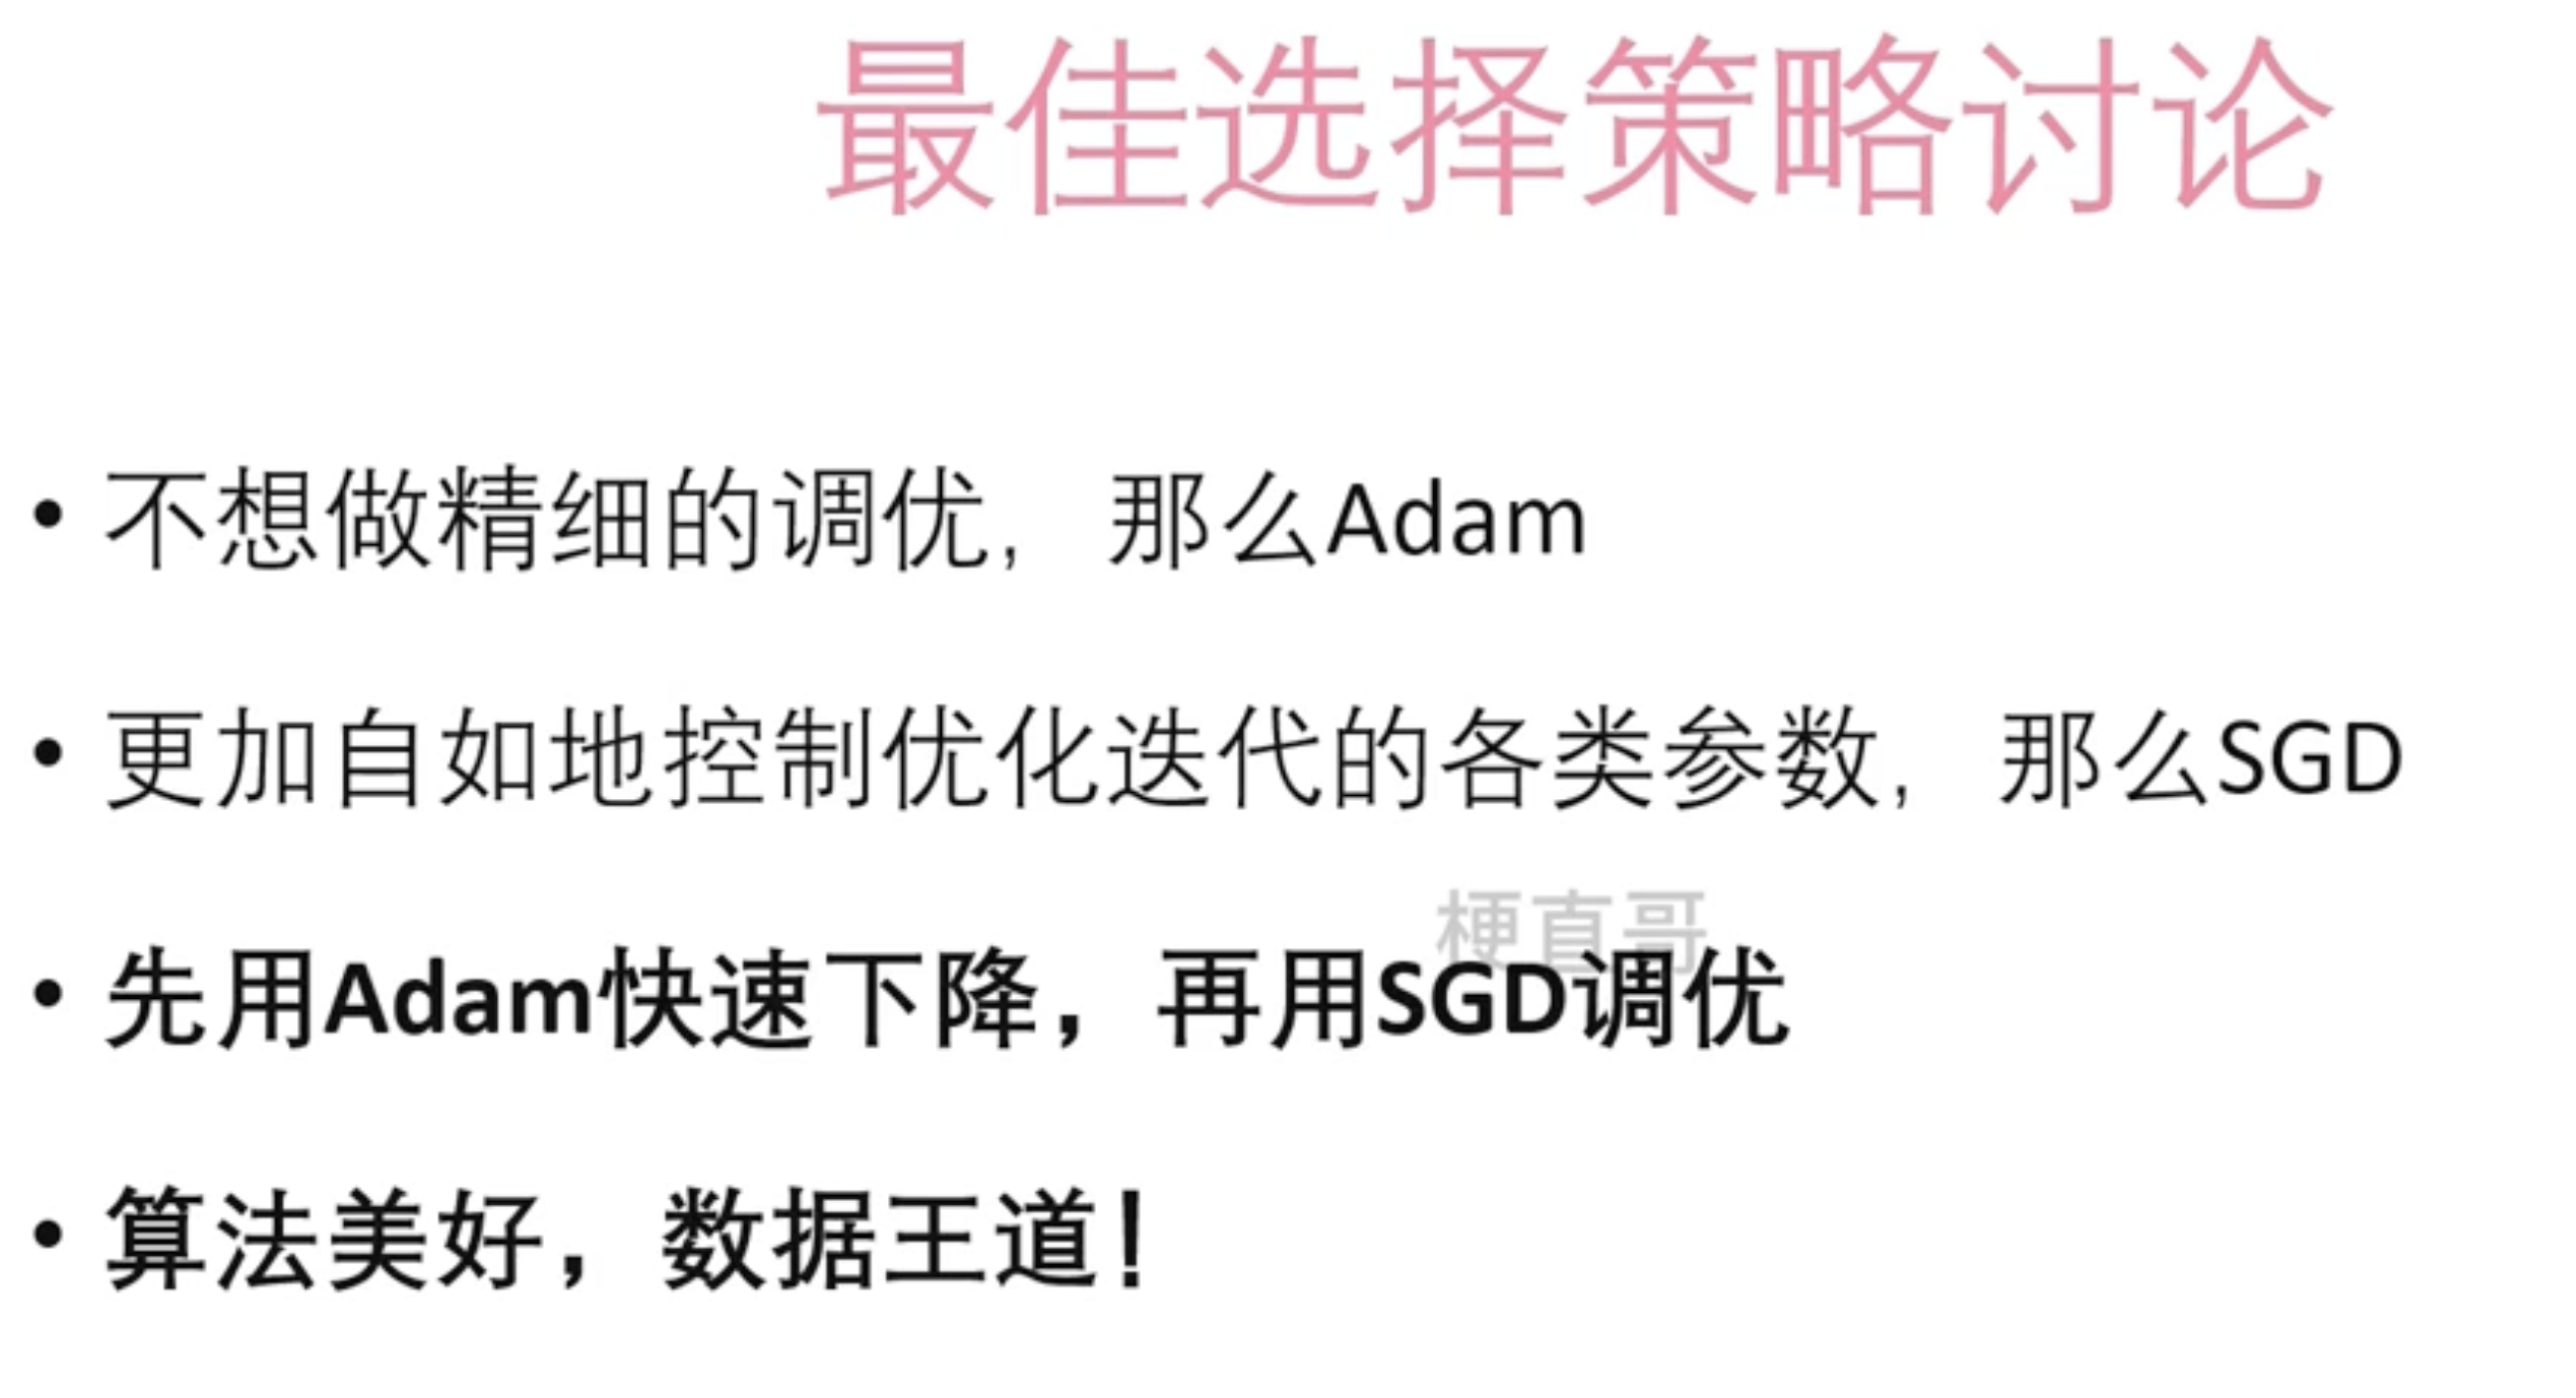 最佳选择策略讨论
• 不想做精细的调优，那么Adam
• 更加自如地控制优化迭代的各类参数，那么SGD
梗直哥
• 先用Adam快速下降，再用SGD调优
• 算法美好，数据王道！